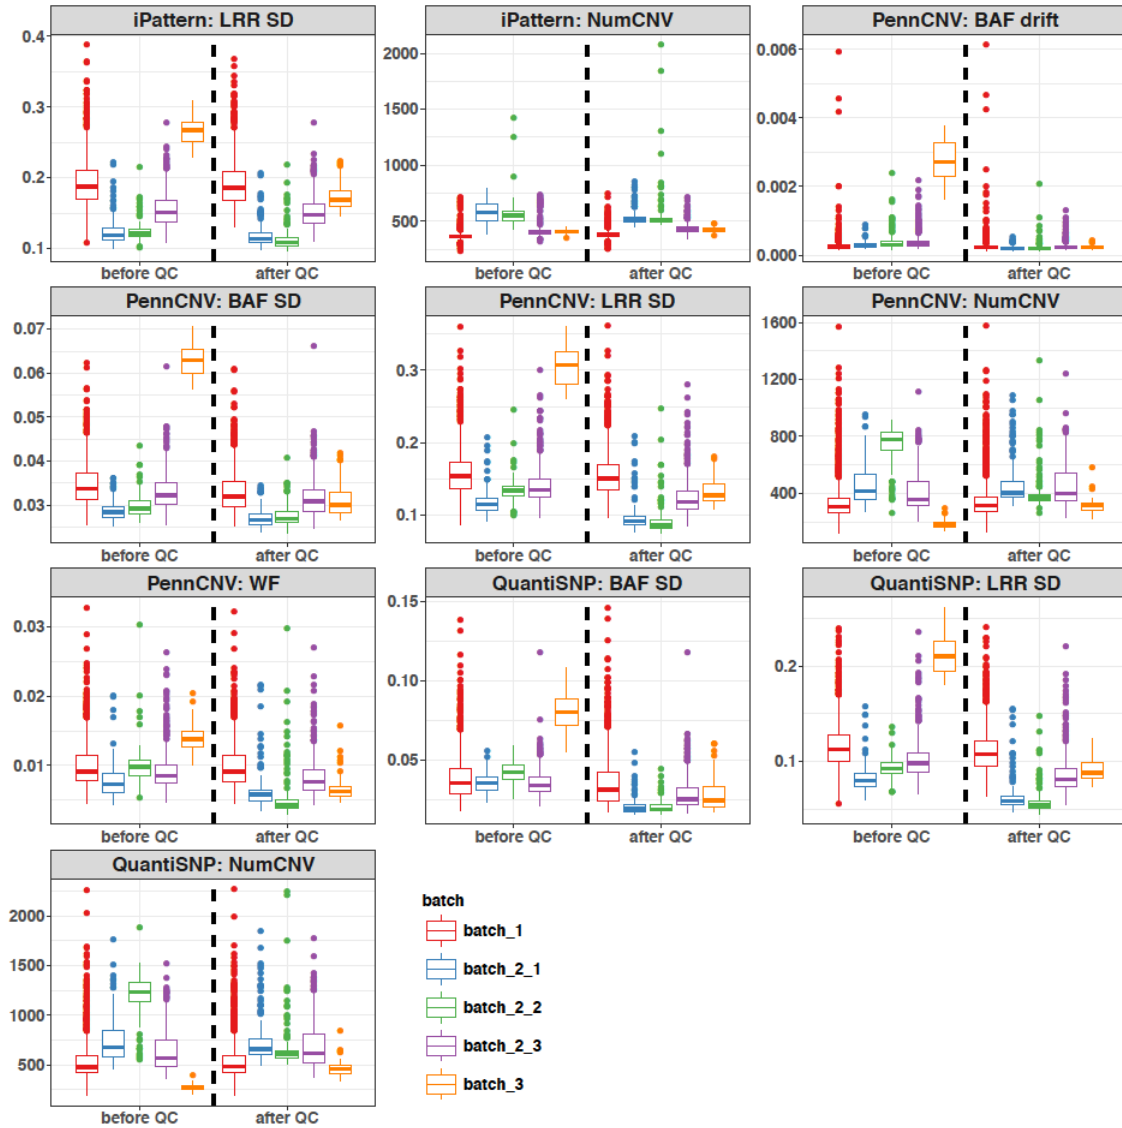 iPattern: LRR SD
0.4
0.3
0.2
0.1
before QC
after QC
iPattern: NumCNV
2000
1500
1000
500
before QC
after QC
PennCNV: BAF drift
0.006
0.004
0.002
0.000
before QC
after QC
PennCNV: BAF SD
0.07
0.06
0.05
0.04
0.03
before QC
after QC
PennCNV: LRR SD
0.3
0.2
0.1
before QC
after QC
PennCNV: NumCNV
1600
1200
800
400
before QC
after QC
PennCNV: WF
0.03
0.02
0.01
before QC
after QC
QuantiSNP: BAF SD
0.15
0.10
0.05
before QC
after QC
QuantiSNP: LRR SD
0.2
0.1
before QC
after QC
QuantiSNP: NumCNV
2000
1500
1000
500
before QC
after QC
batch
batch_1
batch_2_1
batch_2_2
batch_2_3
batch_3